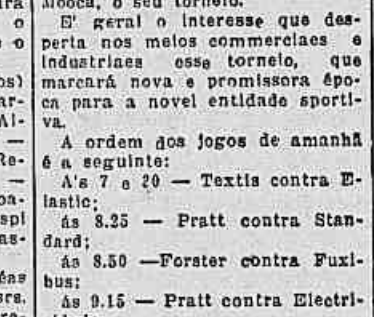 Mooca, o seu torneio.
E' geral o interesse que des-
perta nos meios commerciaes e
industriaes esse torneio, que
marcará nova e promissora épo-
ca para a novel entidade sporti-
va.
A ordem dos jogos de amanhã
é a seguinte:
A's 7 e 20 — Textis contra E-
lastic;
ás 8.25 — Pratt contra Stan-
dard;
ás 8.50 —Forster contra Fuxi-
bus;
ás 9.15 — Pratt contra Electri-